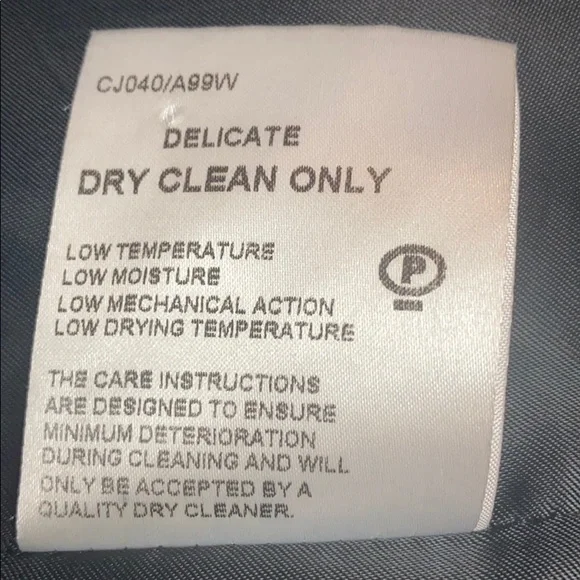 CJ040/A99W
DELICATE
DRY CLEAN ONLY
LOW TEMPERATURE
LOW MOISTURE
LOW MECHANICAL ACTION
LOW DRYING TEMPERATURE
P
THE CARE INSTRUCTIONS
ARE DESIGNED TO ENSURE
MINIMUM DETERIORATION
DURING CLEANING AND WILL
ONLY BE ACCEPTED BY A
QUALITY DRY CLEANER.